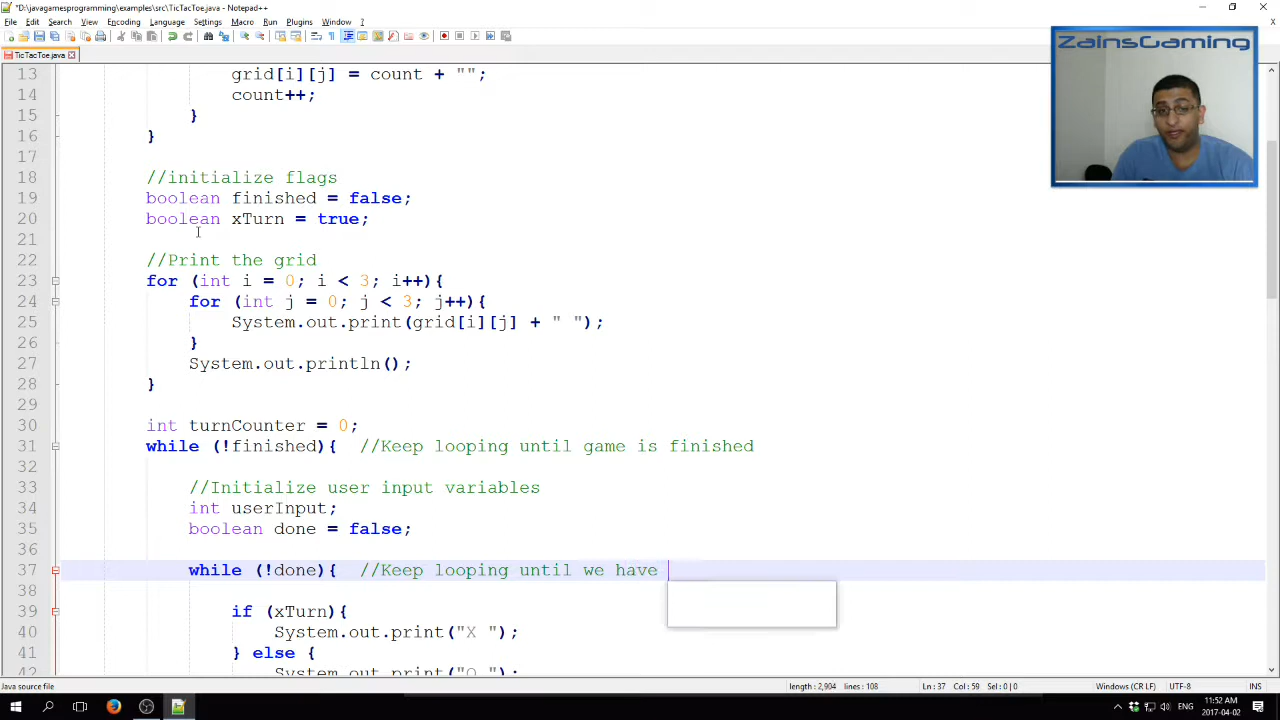 *D:\javagamesprogramming\examples\src\TicTacToe.java - Notepad++
File Edit Search View Encoding Language Settings Macro Run Plugins Window ?
TicTacToe.java
ZainsGaming
13 grid[i][j] = count + "";
14 count++;
15 }
16 }
17
18 //initialize flags
19 boolean finished = false;
20 boolean xTurn = true;
21
22 //Print the grid
23 for (int i = 0; i < 3; i++){
24 for (int j = 0; j < 3; j++){
25 System.out.print(grid[i][j] + " ");
26 }
27 System.out.println();
28 }
29
30 int turnCounter = 0;
31 while (!finished){ //Keep looping until game is finished
32
33 //Initialize user input variables
34 int userInput;
35 boolean done = false;
36
37 while (!done){ //Keep looping until we have
38
39 if (xTurn){
40 System.out.print("X ");
41 } else {
42 System.out.print("O ");
Java source file length : 2,904 lines : 108 Ln : 37 Col : 59 Sel : 0 | 0 Windows (CR LF) UTF-8 INS
11:52 AM
2017-04-02